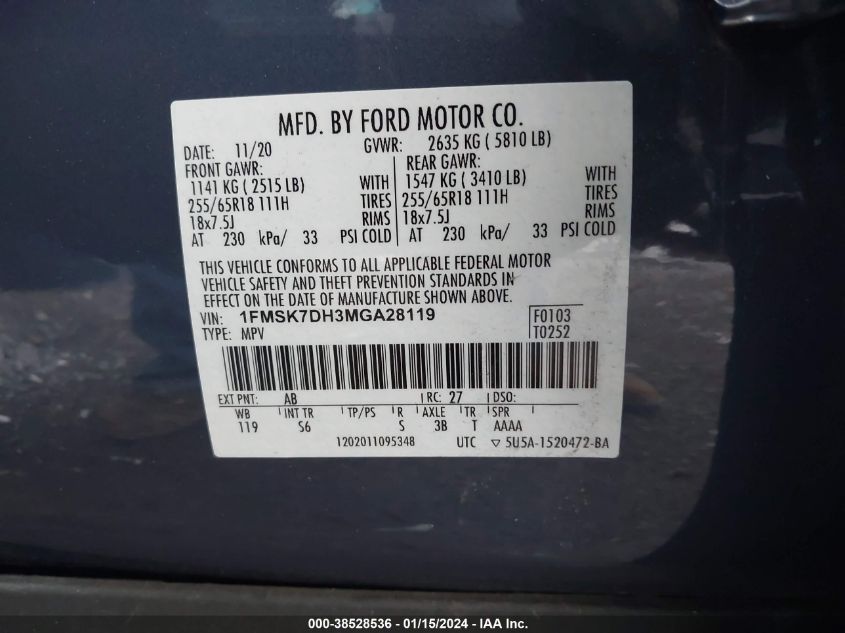 MFD. BY FORD MOTOR CO.
DATE: 11/20 GVWR: 2635 KG ( 5810 LB)
FRONT GAWR: REAR GAWR:
1141 KG ( 2515 LB) WITH 1547 KG ( 3410 LB) WITH
255/65R18 111H TIRES 255/65R18 111H TIRES
18x7.5J RIMS 18x7.5J RIMS
AT 230 kPa/ 33 PSI COLD AT 230 kPa/ 33 PSI COLD
THIS VEHICLE CONFORMS TO ALL APPLICABLE FEDERAL MOTOR
VEHICLE SAFETY AND THEFT PREVENTION STANDARDS IN
EFFECT ON THE DATE OF MANUFACTURE SHOWN ABOVE.
VIN: 1FMSK7DH3MGA28119 F0103
TYPE: MPV T0252
EXT PNT: AB RC: 27 DSO:
WB INT TR TP/PS R AXLE TR SPR
119 S6 S 3B T AAAA
1202011095348 UTC ▽ 5U5A-1520472-BA
000-38528536 - 01/15/2024 - IAAI.com